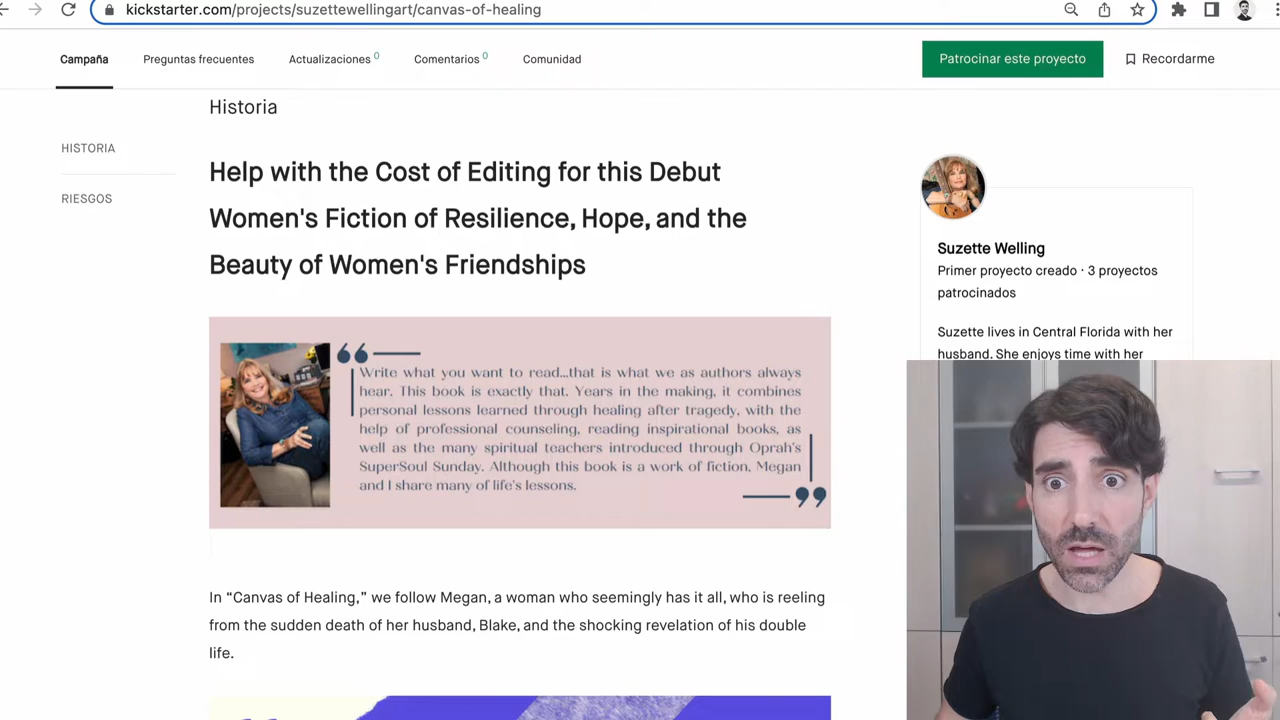 kickstarter.com/projects/suzettewellingart/canvas-of-healing
Campaña
Preguntas frecuentes
Actualizaciones 0
Comentarios 0
Comunidad
Patrocinar este proyecto
Recordarme
HISTORIA
RIESGOS
Historia
Help with the Cost of Editing for this Debut
Women's Fiction of Resilience, Hope, and the
Beauty of Women's Friendships
Write what you want to read...that is what we as authors always
hear. This book is exactly that. Years in the making, it combines
personal lessons learned through healing after tragedy, with the
help of professional counseling, reading inspirational books, as
well as the many spiritual teachers introduced through Oprah's
SuperSoul Sunday. Although this book is a work of fiction, Megan
and I share many of life's lessons.
In “Canvas of Healing,” we follow Megan, a woman who seemingly has it all, who is reeling
from the sudden death of her husband, Blake, and the shocking revelation of his double
life.
Suzette Welling
Primer proyecto creado · 3 proyectos
patrocinados
Suzette lives in Central Florida with her
husband. She enjoys time with her